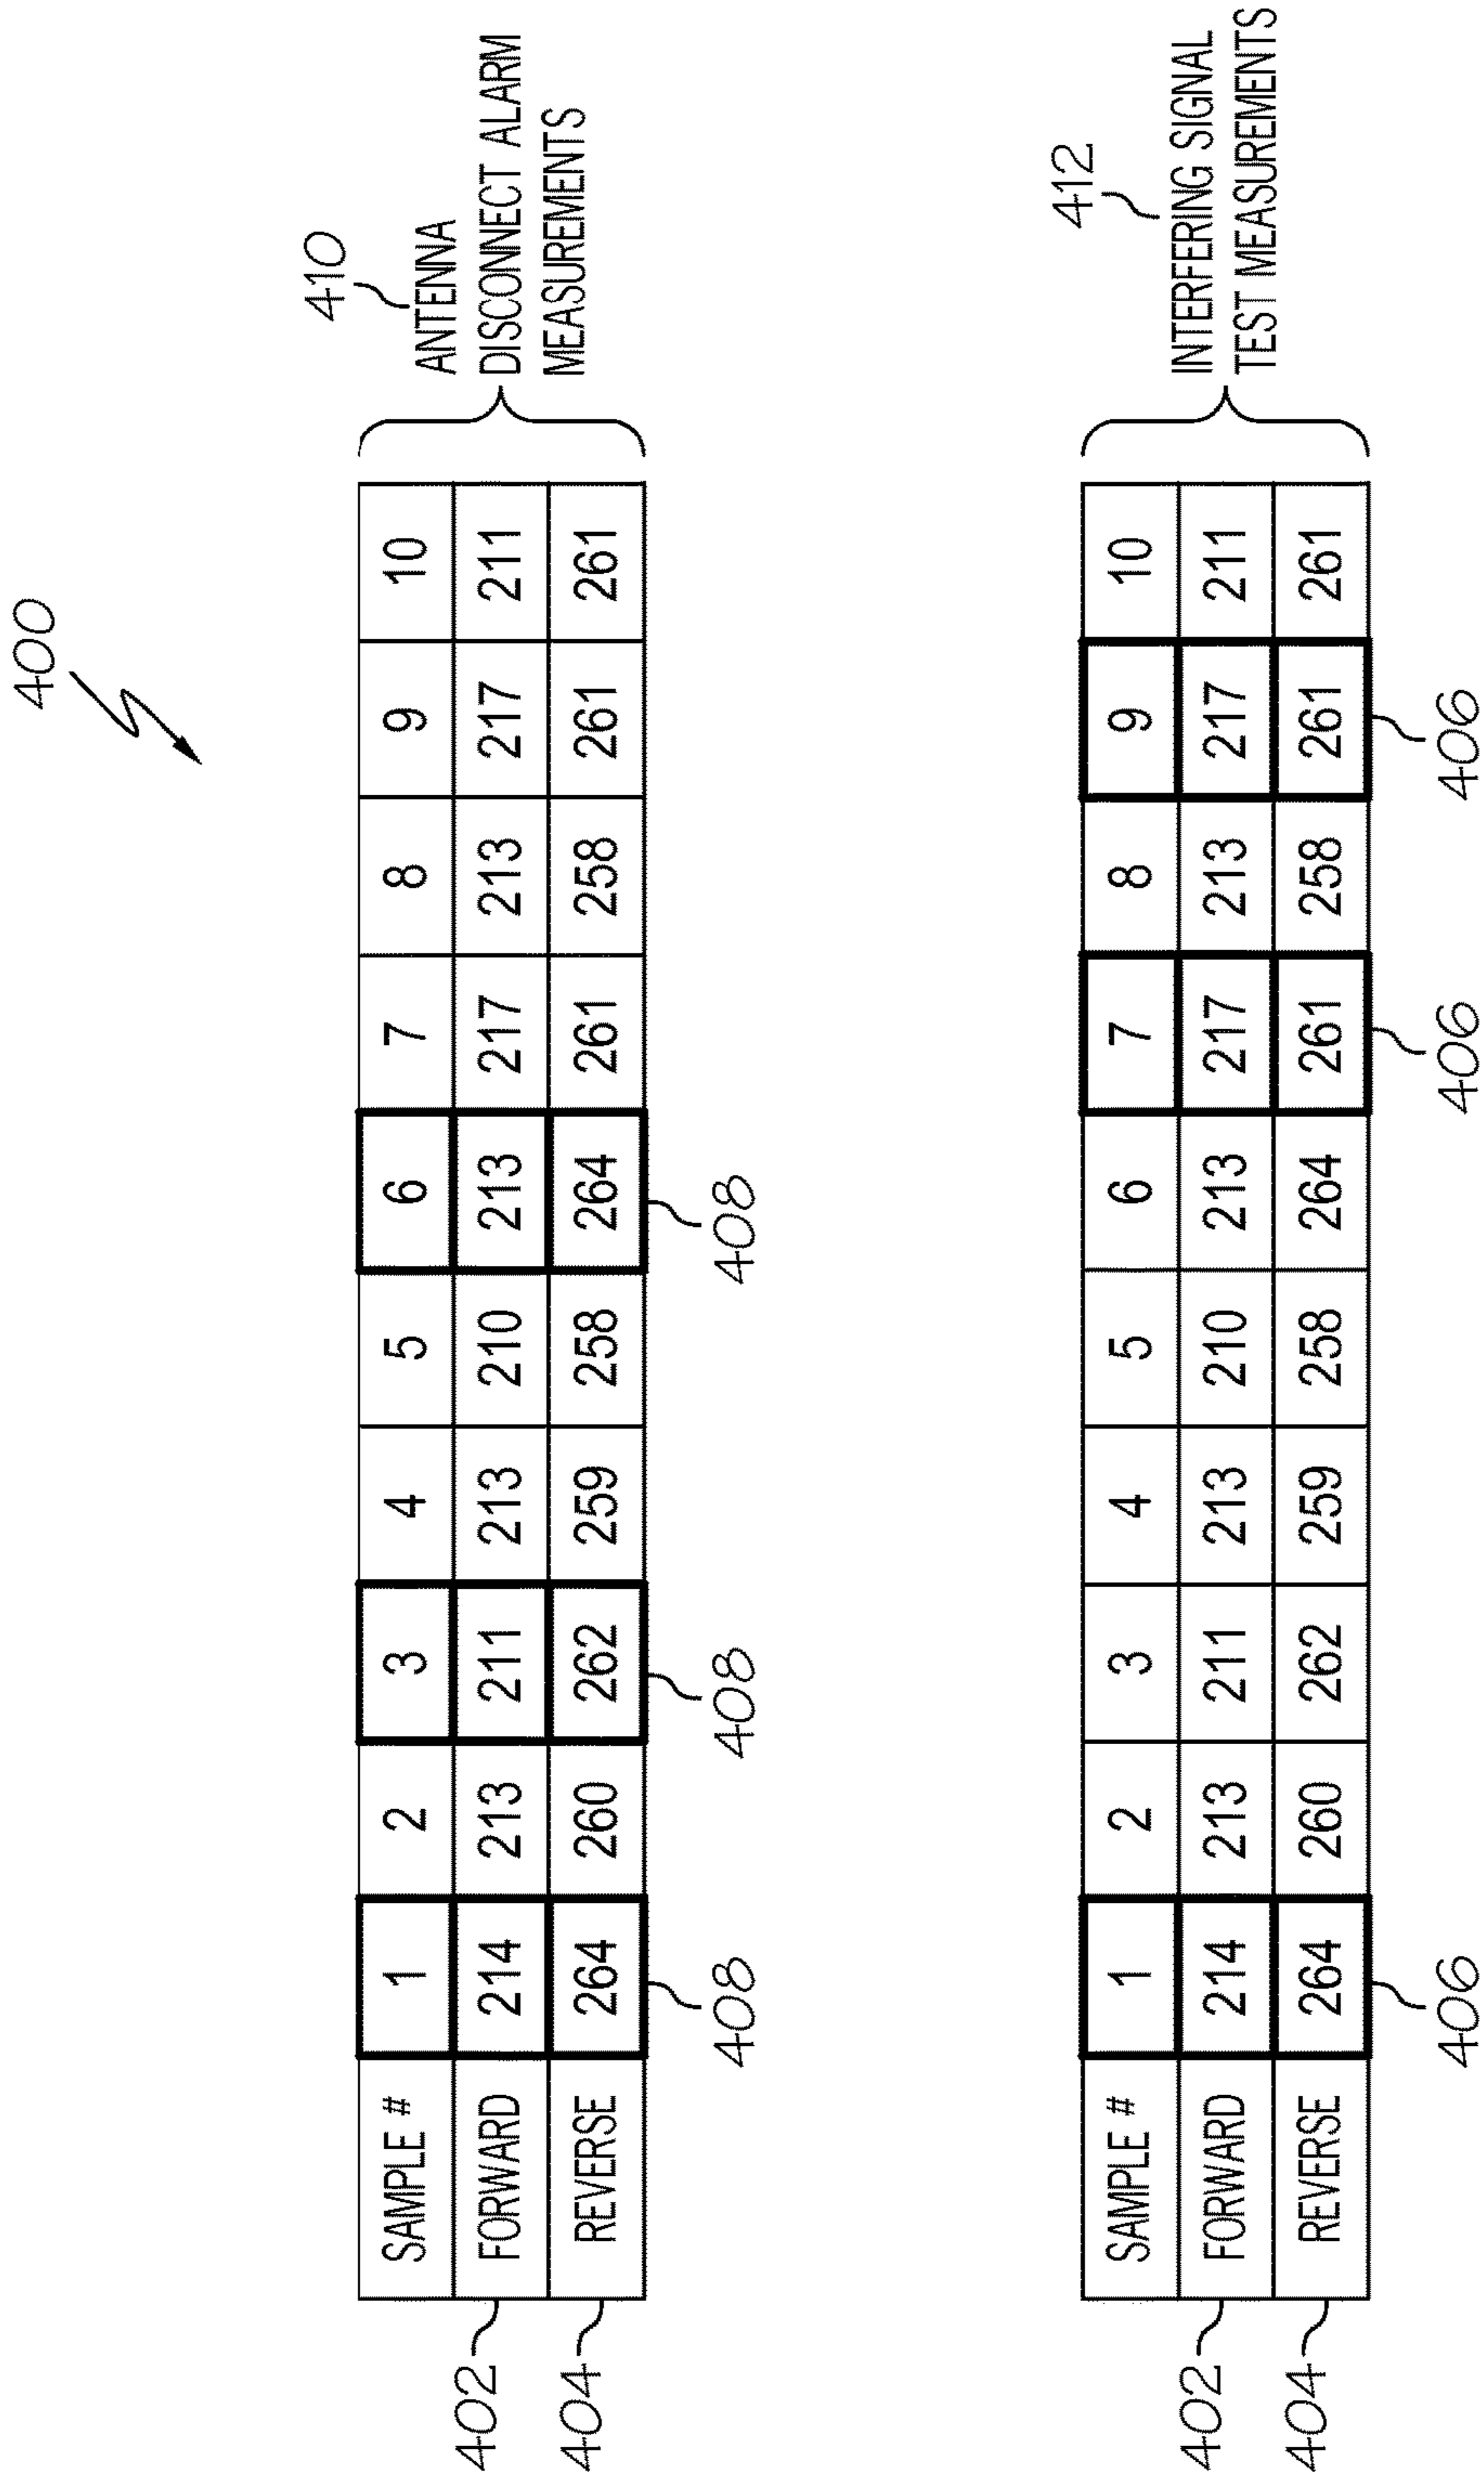 400
410
ANTENNA
DISCONNECT ALARM
MEASUREMENTS
SAMPLE # 1 2 3 4 5 6 7 8 9 10
402 FORWARD 214 213 211 213 210 213 217 213 217 211
404 REVERSE 264 260 262 259 258 264 261 258 261 261
408 408 408
412
INTERFERING SIGNAL
TEST MEASUREMENTS
SAMPLE # 1 2 3 4 5 6 7 8 9 10
402 FORWARD 214 213 211 213 210 213 217 213 217 211
404 REVERSE 264 260 262 259 258 264 261 258 261 261
406 406 406